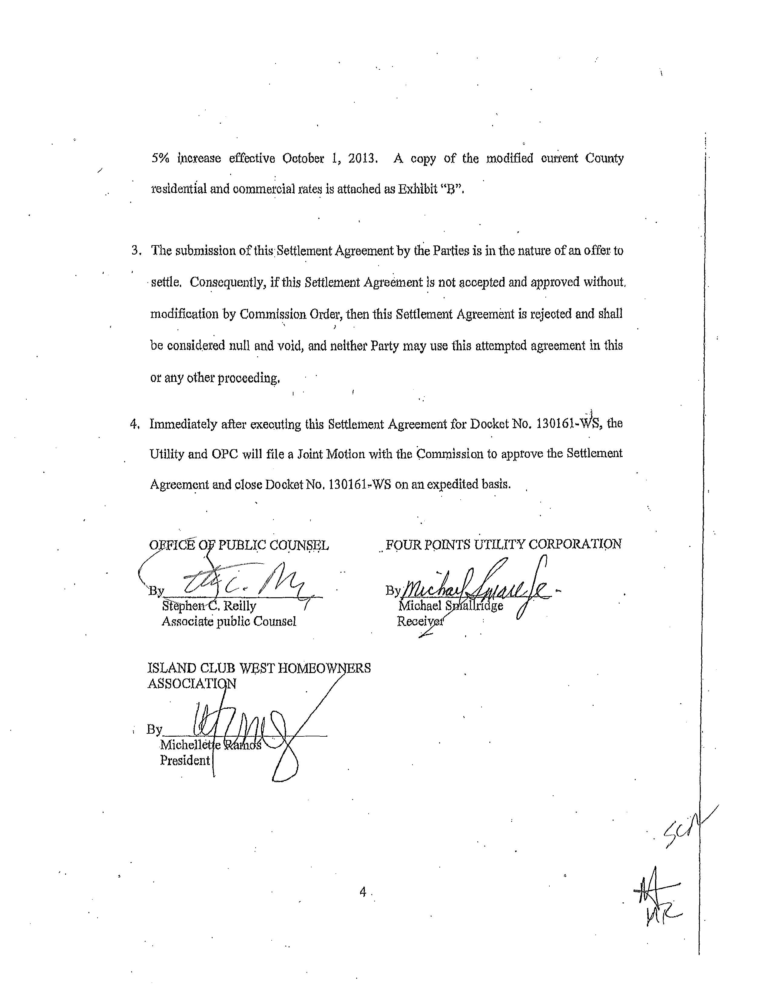 5% increase effective October 1, 2013. A copy of the modified current County
residential and commercial rates is attached as Exhibit “B”.
3. The submission of this Settlement Agreement by the Parties is in the nature of an offer to
settle. Consequently, if this Settlement Agreement is not accepted and approved without
modification by Commission Order, then this Settlement Agreement is rejected and shall
be considered null and void, and neither Party may use this attempted agreement in this
or any other proceeding.
4. Immediately after executing this Settlement Agreement for Docket No. 130161-WS, the
Utility and OPC will file a Joint Motion with the Commission to approve the Settlement
Agreement and close Docket No. 130161-WS on an expedited basis.
OFFICE OF PUBLIC COUNSEL
By
Stephen C. Reilly
Associate public Counsel
FOUR POINTS UTILITY CORPORATION
By Michael
Michael Smallridge
Receiver
ISLAND CLUB WEST HOMEOWNERS
ASSOCIATION
By
Michellette Ramos
President
SCR
4
MR